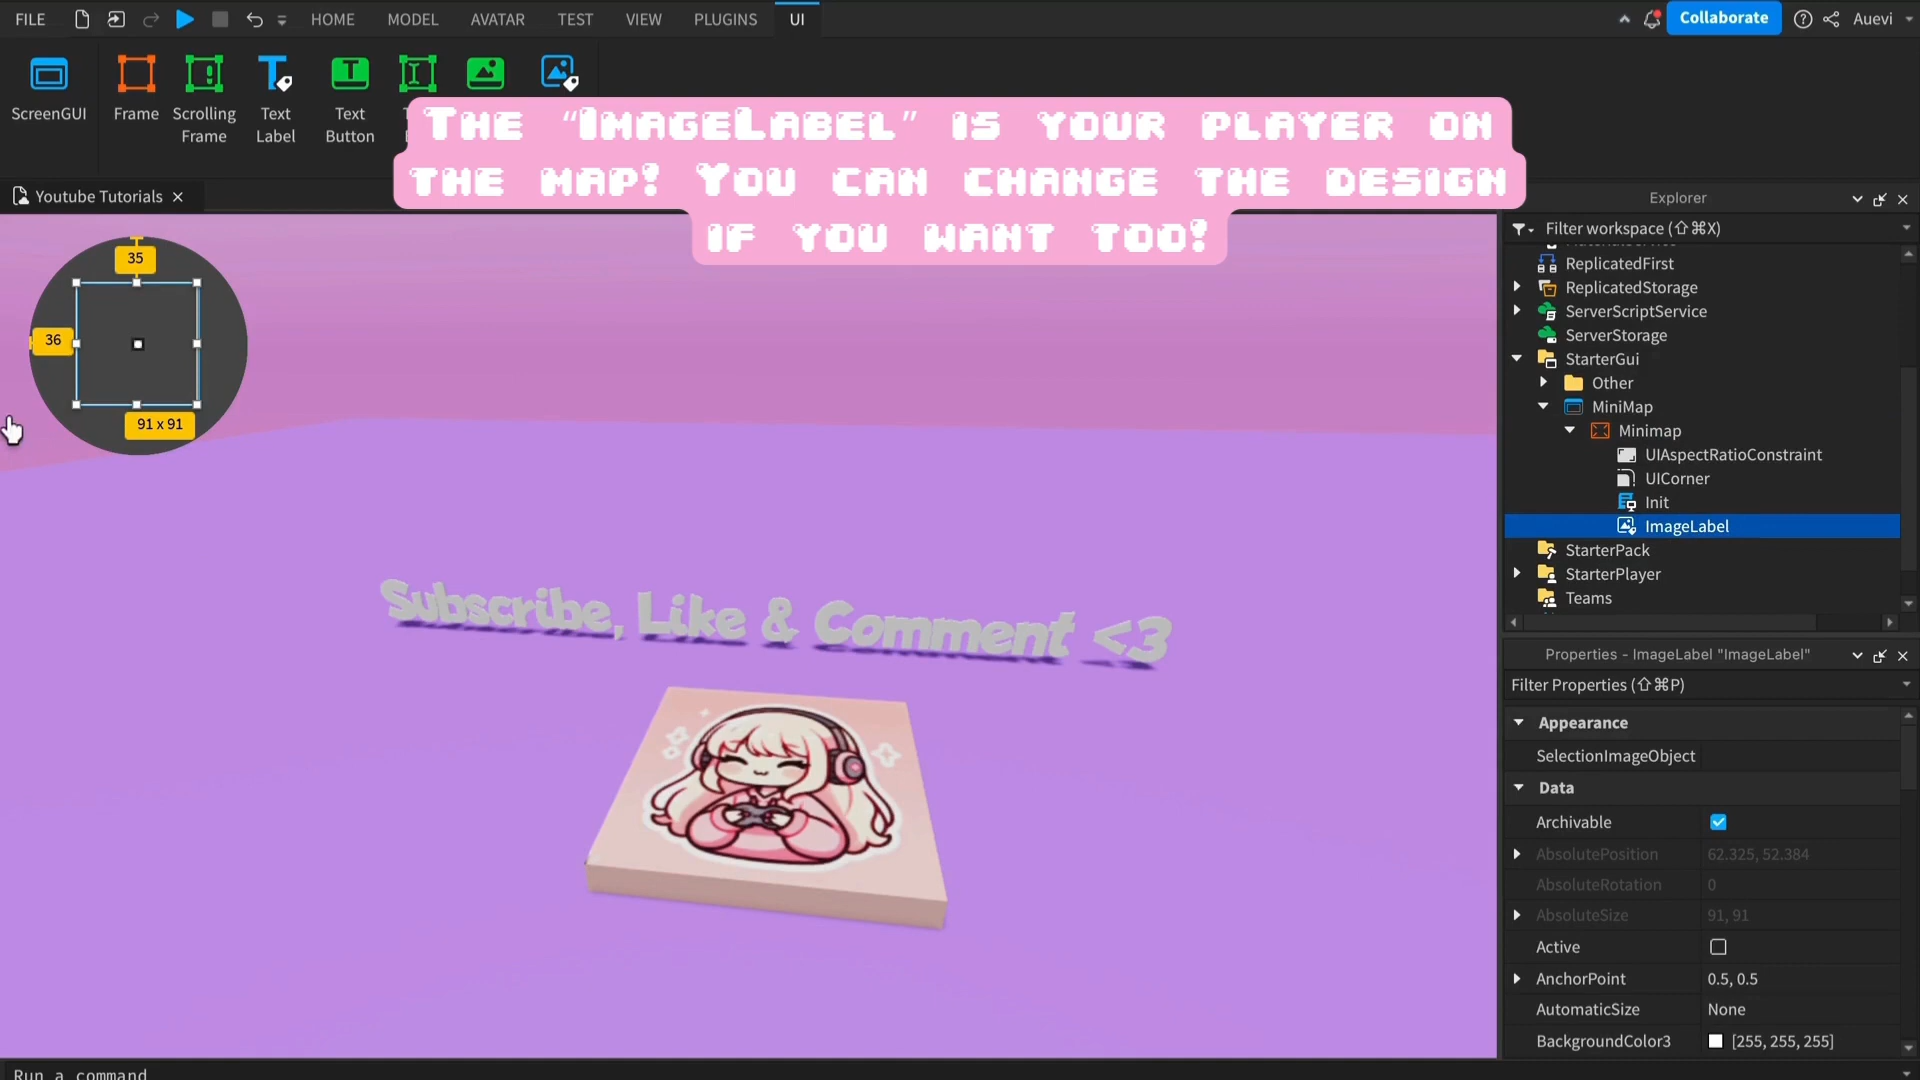 FILE
HOME
MODEL
AVATAR
TEST
VIEW
PLUGINS
UI
Collaborate
Auevi
ScreenGUI
Frame
Scrolling
Frame
Text
Label
Text
Button
The “ImageLabel” is your player on
the map! You can change the design
if you want too!
Youtube Tutorials
35
36
91 x 91
Subscribe, Like & Comment <3
Explorer
Filter workspace (⇧⌘X)
ReplicatedFirst
ReplicatedStorage
ServerScriptService
ServerStorage
StarterGui
Other
MiniMap
Minimap
UIAspectRatioConstraint
UICorner
Init
ImageLabel
StarterPack
StarterPlayer
Teams
Properties - ImageLabel "ImageLabel"
Filter Properties (⇧⌘P)
Appearance
SelectionImageObject
Data
Archivable
AbsolutePosition 62.325, 52.384
AbsoluteRotation 0
AbsoluteSize 91, 91
Active
AnchorPoint 0.5, 0.5
AutomaticSize None
BackgroundColor3 [255, 255, 255]
Run a command